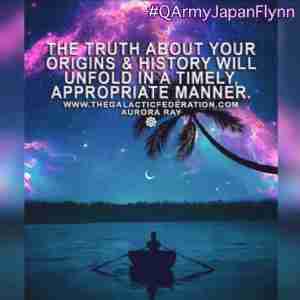 #QArmyJapanFlynn
THE TRUTH ABOUT YOUR
ORIGINS & HISTORY WILL
UNFOLD IN A TIMELY,
APPROPRIATE MANNER.
WWW.THEGALACTICFEDERATION.COM
AURORA RAY